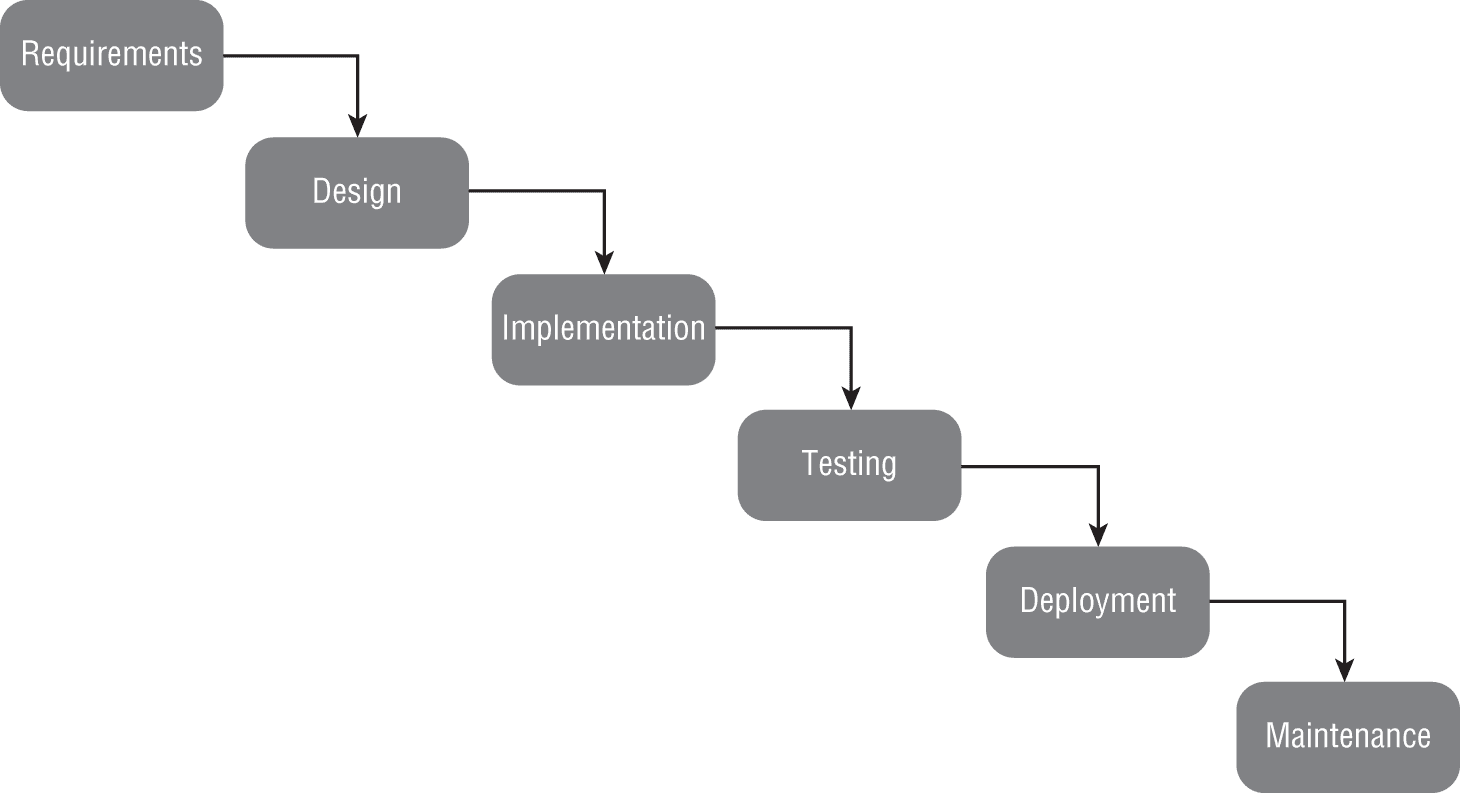 Requirements
Design
Implementation
Testing
Deployment
Maintenance